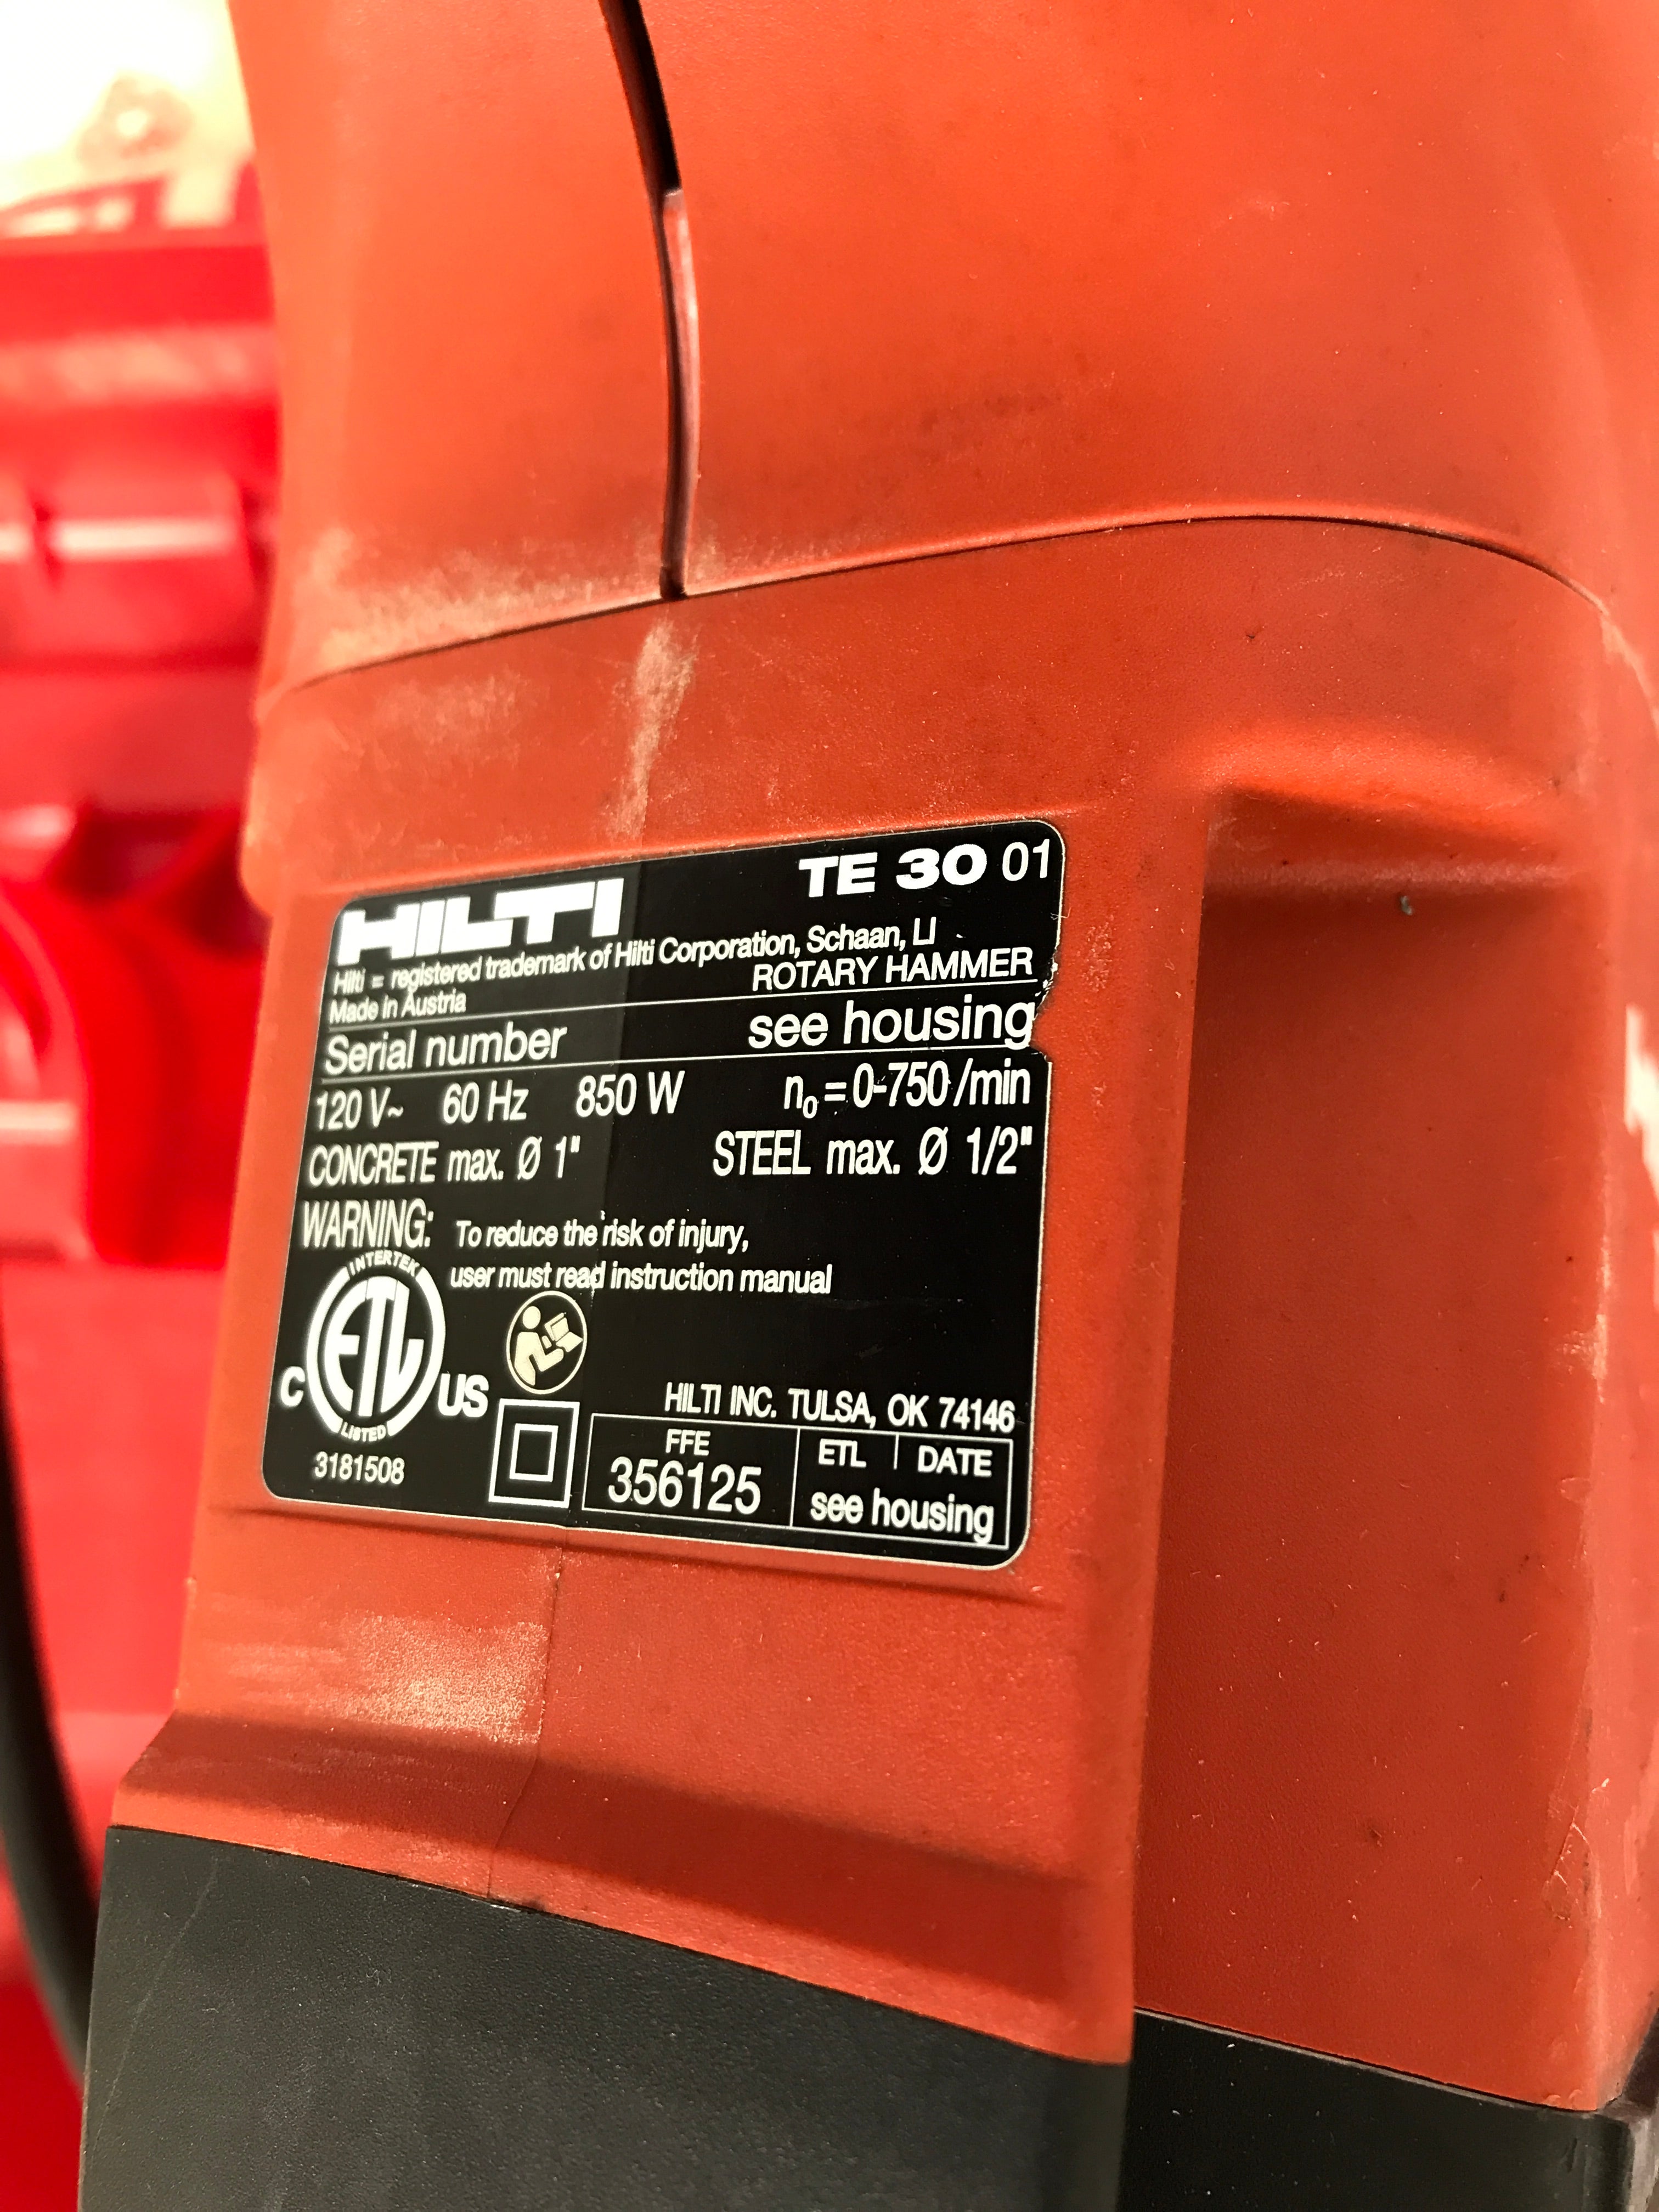 HILTI TE 30 01
Hilti = registered trademark of Hilti Corporation, Schaan, LI
Made in Austria ROTARY HAMMER
Serial number see housing
120 V~ 60 Hz 850 W n₀=0-750/min
CONCRETE max. Ø 1" STEEL max. Ø 1/2"
WARNING: To reduce the risk of injury,
user must read instruction manual
INTERTEK
ETL
C US
LISTED
3181508
HILTI INC. TULSA, OK 74146
FFE ETL DATE
356125 see housing